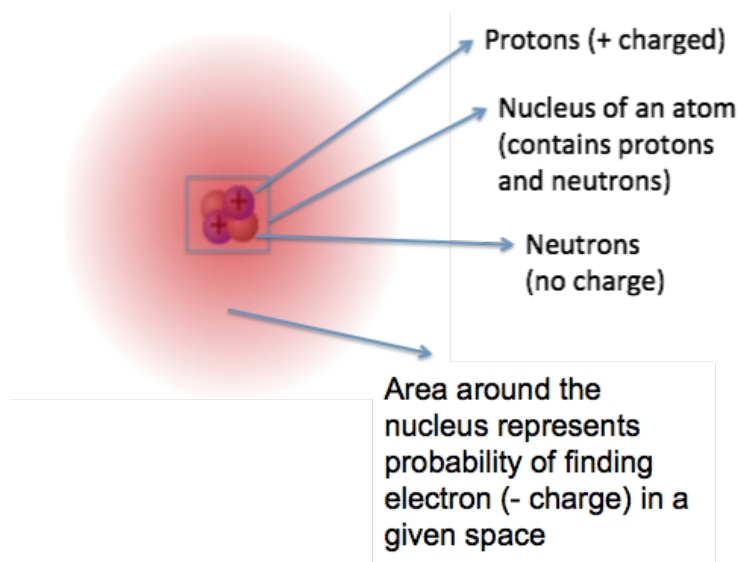 Protons (+ charged)
Nucleus of an atom
(contains protons
and neutrons)
+
+
Neutrons
(no charge)
Area around the
nucleus represents
probability of finding
electron (- charge) in a
given space